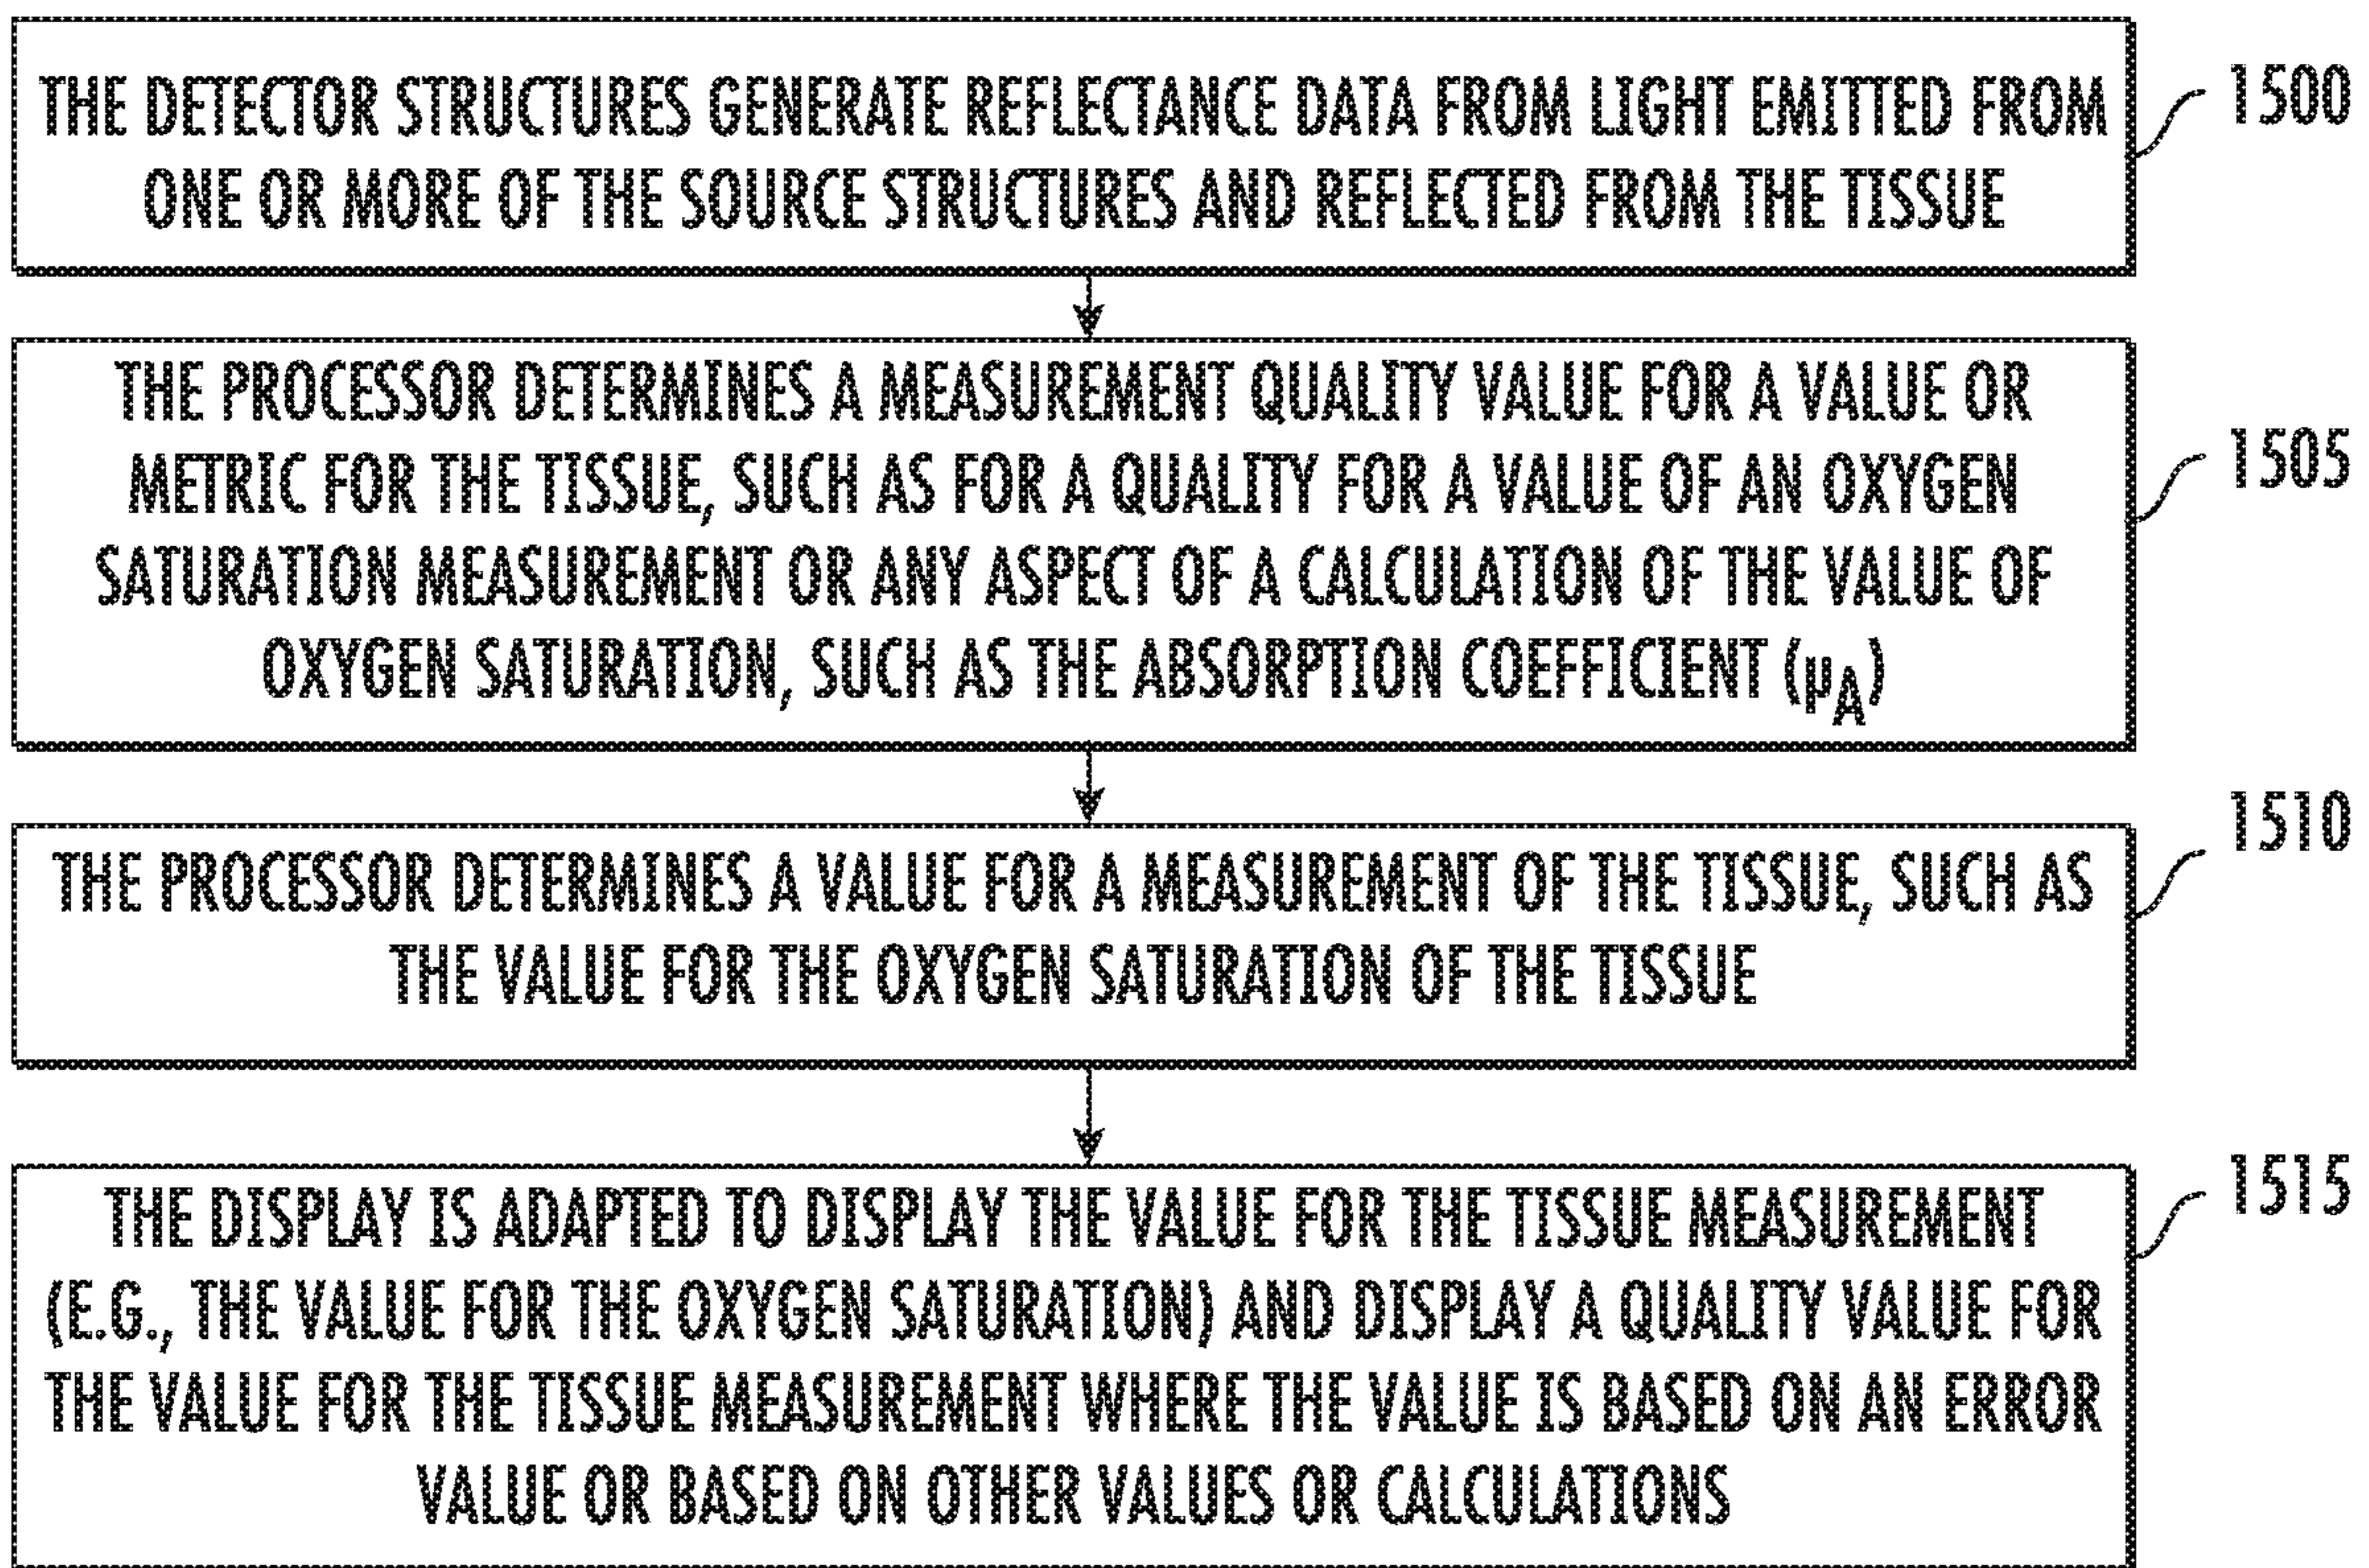 THE DETECTOR STRUCTURES GENERATE REFLECTANCE DATA FROM LIGHT EMITTED FROM
ONE OR MORE OF THE SOURCE STRUCTURES AND REFLECTED FROM THE TISSUE
1500
THE PROCESSOR DETERMINES A MEASUREMENT QUALITY VALUE FOR A VALUE OR
METRIC FOR THE TISSUE, SUCH AS FOR A QUALITY FOR A VALUE OF AN OXYGEN
SATURATION MEASUREMENT OR ANY ASPECT OF A CALCULATION OF THE VALUE OF
OXYGEN SATURATION, SUCH AS THE ABSORPTION COEFFICIENT (μA)
1505
THE PROCESSOR DETERMINES A VALUE FOR A MEASUREMENT OF THE TISSUE, SUCH AS
THE VALUE FOR THE OXYGEN SATURATION OF THE TISSUE
1510
THE DISPLAY IS ADAPTED TO DISPLAY THE VALUE FOR THE TISSUE MEASUREMENT
(E.G., THE VALUE FOR THE OXYGEN SATURATION) AND DISPLAY A QUALITY VALUE FOR
THE VALUE FOR THE TISSUE MEASUREMENT WHERE THE VALUE IS BASED ON AN ERROR
VALUE OR BASED ON OTHER VALUES OR CALCULATIONS
1515